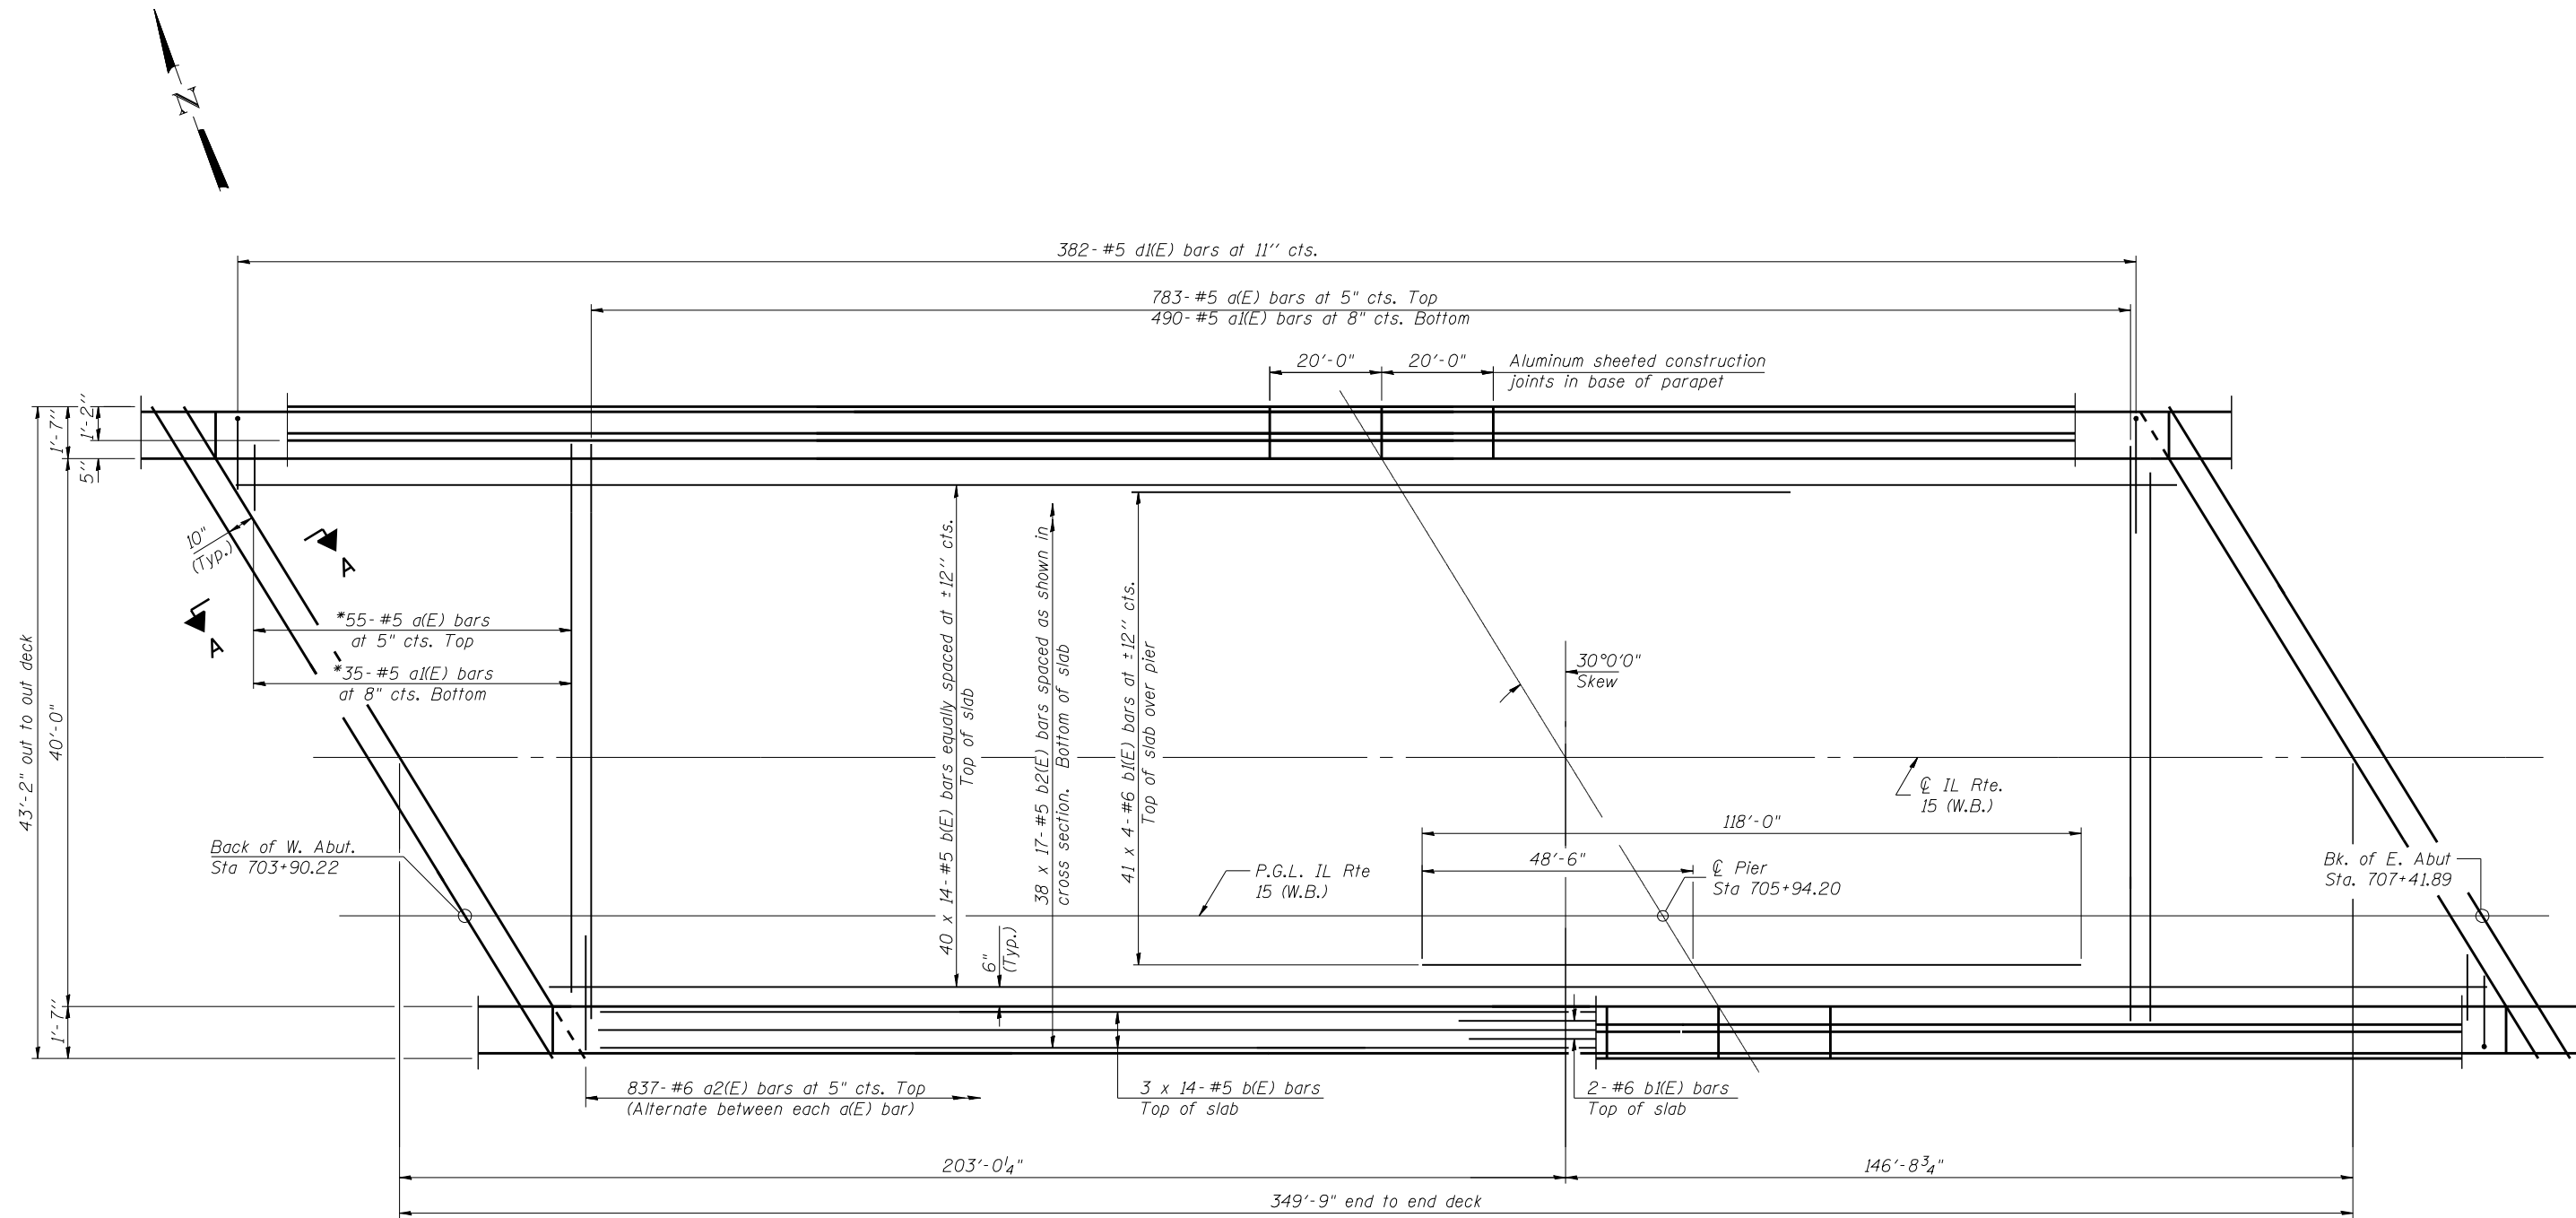 N
382-#5 d1(E) bars at 11'' cts.
783-#5 a(E) bars at 5" cts. Top
490-#5 a1(E) bars at 8" cts. Bottom
20'-0"
20'-0"
Aluminum sheeted construction
joints in base of parapet
1'-7''
1'-2''
5''
43'-2" out to out deck
40'-0"
1'-7''
10"
(Typ.)
A
A
*55-#5 a(E) bars
at 5" cts. Top
*35-#5 a1(E) bars
at 8" cts. Bottom
40 x 14-#5 b(E) bars equally spaced at ±12'' cts.
Top of slab
38 x 17-#5 b2(E) bars spaced as shown in
cross section. Bottom of slab
41 x 4-#6 b1(E) bars at ±12'' cts.
Top of slab over pier
30°0'0"
Skew
℄ IL Rte.
15 (W.B.)
118'-0"
48'-6"
℄ Pier
Sta 705+94.20
P.G.L. IL Rte
15 (W.B.)
Back of W. Abut.
Sta 703+90.22
Bk. of E. Abut
Sta. 707+41.89
6"
(Typ.)
837-#6 a2(E) bars at 5" cts. Top
(Alternate between each a(E) bar)
3 x 14-#5 b(E) bars
Top of slab
2-#6 b1(E) bars
Top of slab
203'-0¼"
146'-8¾"
349'-9" end to end deck